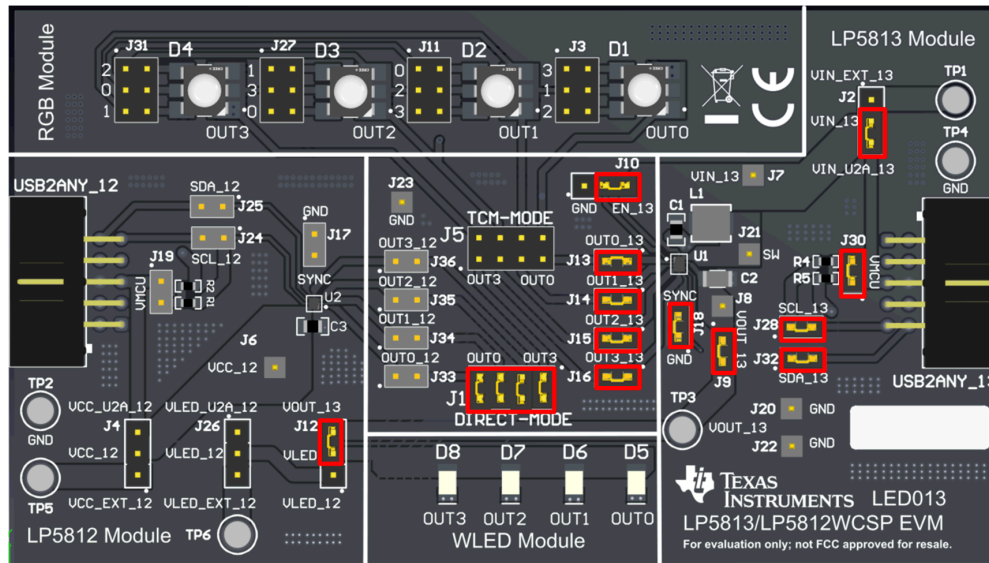 RGB Module
J31
D4
J27
D3
J11
D2
J3
D1
2
0
1
1
3
0
0
2
3
3
1
2
OUT3
OUT2
OUT1
OUT0
LP5813 Module
VIN_EXT_13
TP1
J2
VIN_13
TP4
GND
VIN_U2A_13
USB2ANY_12
SDA_12
J25
J24
SCL_12
GND
J17
J19
VMCU
R2
R1
SYNC
U2
C3
J6
VCC_12
TP2
GND
TP5
VCC_U2A_12
J4
VCC_12
VCC_EXT_12
VLED_U2A_12
J26
VLED_12
VLED_EXT_12
VOUT_13
J12
VLED
VLED_12
LP5812 Module
TP6
J23
GND
J10
GND
EN_13
TCM-MODE
J5
OUT3
OUT0
OUT3_12
J36
OUT2_12
J35
OUT1_12
J34
OUT0_12
J33
OUT0_13
J13
OUT1_13
J14
OUT2_13
J15
OUT3_13
J16
OUT0
OUT3
J1
DIRECT-MODE
D8
D7
D6
D5
OUT3
OUT2
OUT1
OUT0
WLED Module
VIN_13
J7
L1
C1
J21
SW
U1
C2
R4
R5
J30
VMCU
SYNC
J18
GND
J8
VOUT_13
J9
SCL_13
J28
J32
SDA_13
USB2ANY_13
TP3
VOUT_13
J20
GND
J22
GND
TEXAS
INSTRUMENTS
LED013
LP5813/LP5812WCSP EVM
For evaluation only; not FCC approved for resale.